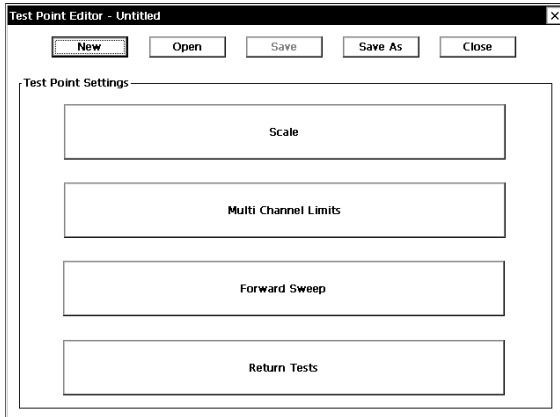 Test Point Editor - Untitled
New Open Save Save As Close
Test Point Settings
Scale
Multi Channel Limits
Forward Sweep
Return Tests